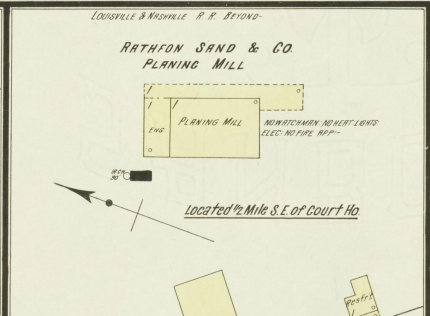 LOUISVILLE & NASHVILLE R.R. BEYOND-
RATHFON SAND & CO.
PLANING MILL
ENG
PLANING MILL
NO WATCHMAN-NO HEAT-LIGHTS
ELEC-NO FIRE APP:-
Located 1/2 Mile S.E. of Court Ho.